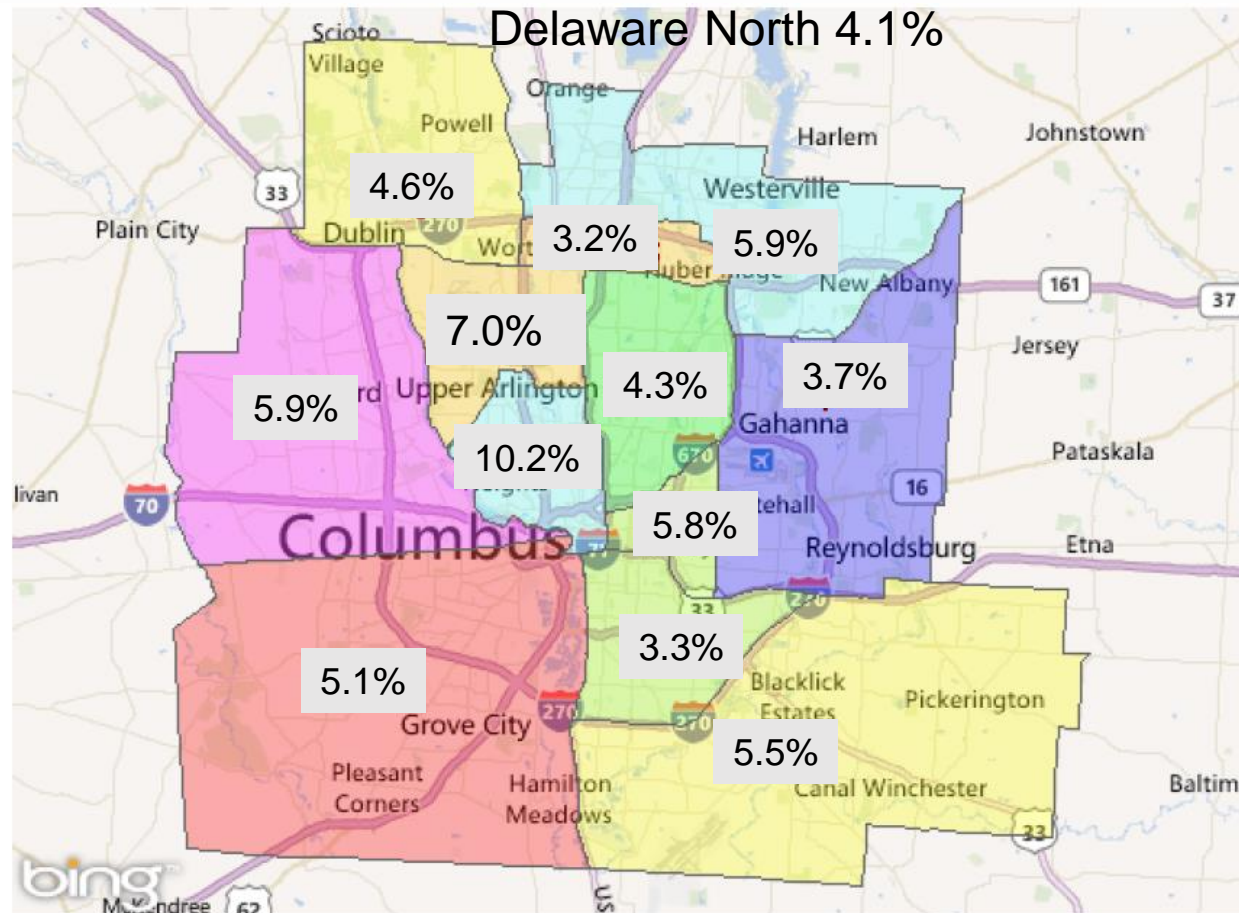 Delaware North 4.1%
Scioto
Village
Orange
Powell
Harlem
Johnstown
33
4.6%
Westerville
Plain City
Dublin
270
3.2%
5.9%
New Albany
161
37
7.0%
Jersey
4.3%
3.7%
5.9%
Upper Arlington
Gahanna
10.2%
670
Pataskala
70
16
Columbus
5.8%
Reynoldsburg
Etna
33
3.3%
5.1%
Blacklick
Estates
Pickerington
Grove City
270
270
5.5%
Pleasant
Corners
Hamilton
Meadows
Canal Winchester
33
bing
62
US